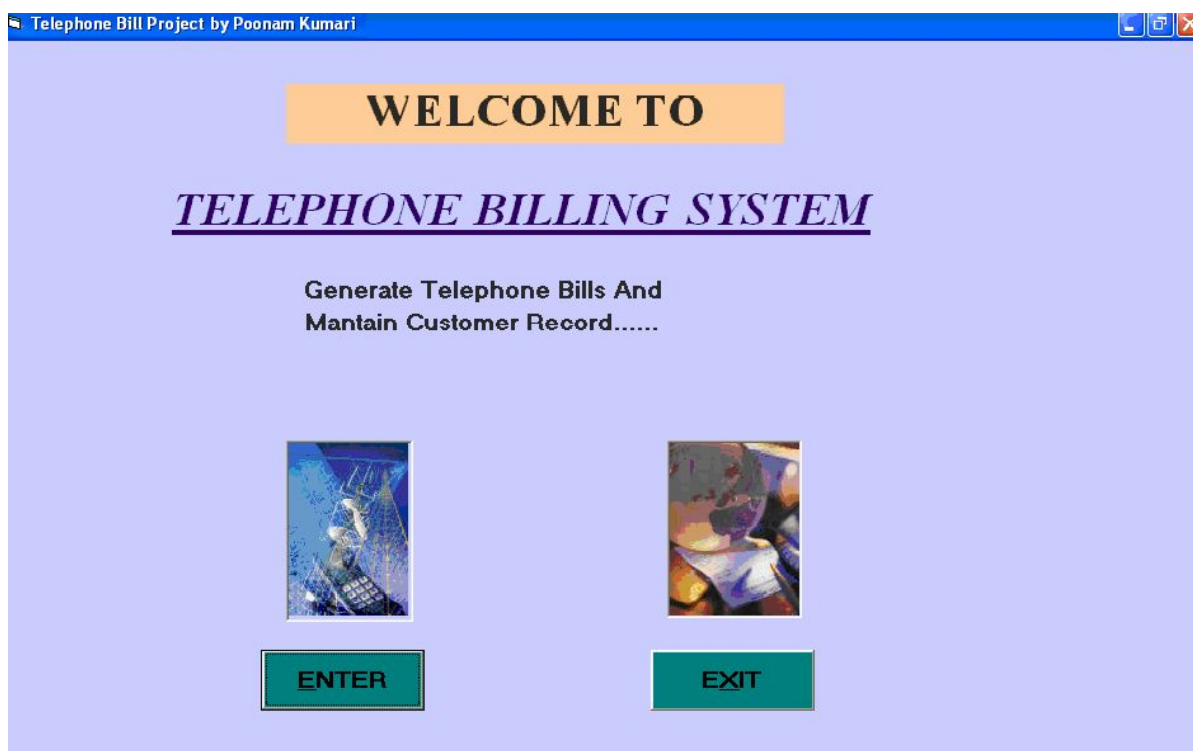 Telephone Bill Project by Poonam Kumari
WELCOME TO
TELEPHONE BILLING SYSTEM
Generate Telephone Bills And
Mantain Customer Record......
ENTER
EXIT